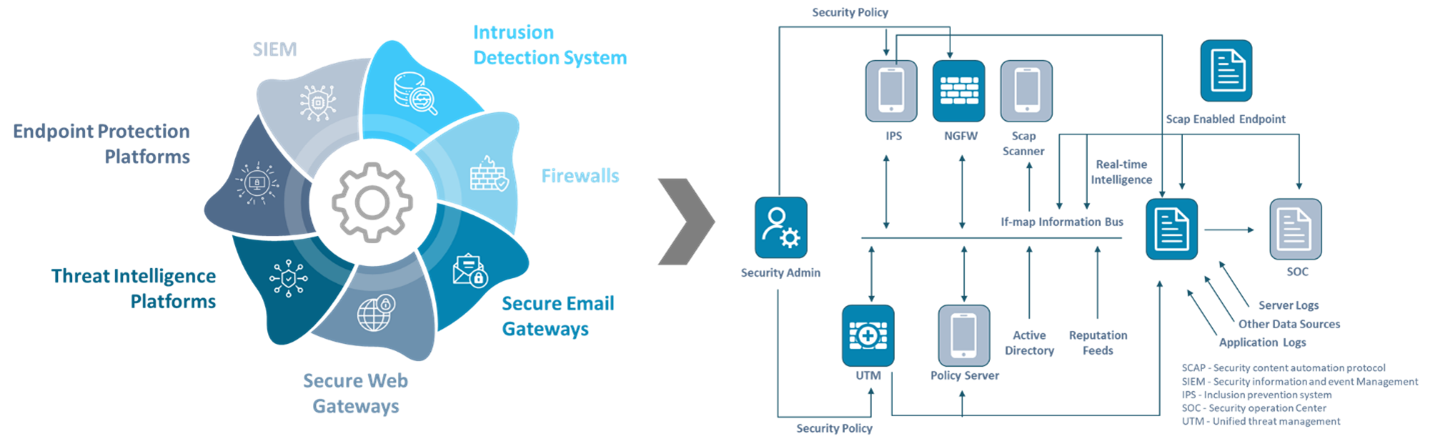 SIEM
Intrusion
Detection System
Endpoint Protection
Platforms
Firewalls
Threat Intelligence
Platforms
Secure Email
Gateways
Secure Web
Gateways
Security Policy
IPS
NGFW
Scap
Scanner
Scap Enabled Endpoint
Real-time
Intelligence
If-map Information Bus
Security Admin
SOC
UTM
Policy Server
Active
Directory
Reputation
Feeds
Server Logs
Other Data Sources
Application Logs
Security Policy
SCAP - Security content automation protocol
SIEM - Security information and event Management
IPS - Inclusion prevention system
SOC - Security operation Center
UTM - Unified threat management